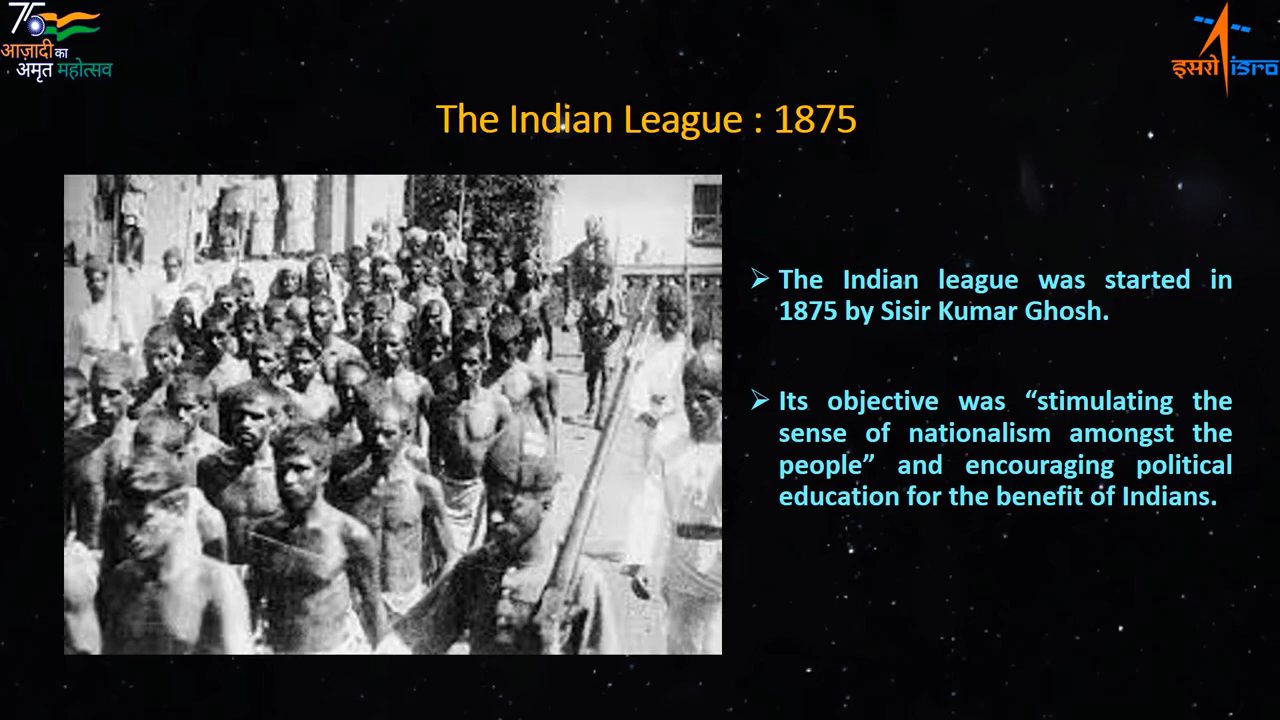 75
आज़ादी का
अमृत महोत्सव
इसरो isro
The Indian League : 1875
The Indian league was started in
1875 by Sisir Kumar Ghosh.
Its objective was “stimulating the
sense of nationalism amongst the
people” and encouraging political
education for the benefit of Indians.